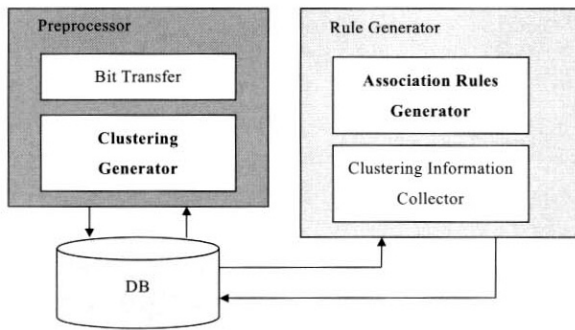 Preprocessor
Bit Transfer
Clustering
Generator
Rule Generator
Association Rules
Generator
Clustering Information
Collector
DB